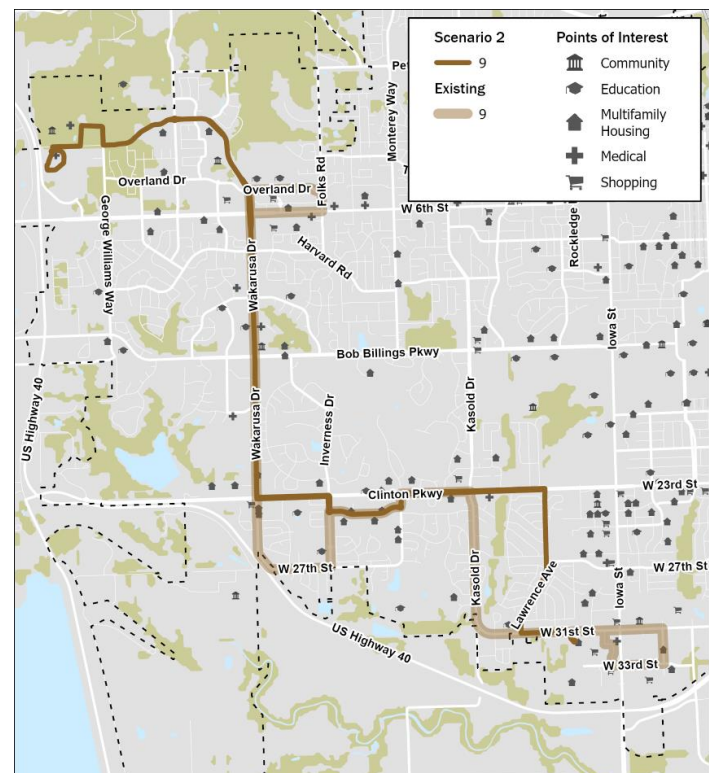 Scenario 2
9
Existing
9
Points of Interest
Community
Education
Multifamily
Housing
Medical
Shopping
Monterey Way
Folks Rd
Overland Dr
Overland Dr
W 6th St
George Williams Way
Harvard Rd
Rockledge
Wakarusa Dr
Iowa St
Bob Billings Pkwy
US Highway 40
Kasold Dr
Inverness Dr
Wakarusa Dr
W 23rd St
Clinton Pkwy
W 27th St
W 27th St
Kasold Dr
Lawrence Ave
Iowa St
W 31st St
US Highway 40
W 33rd St